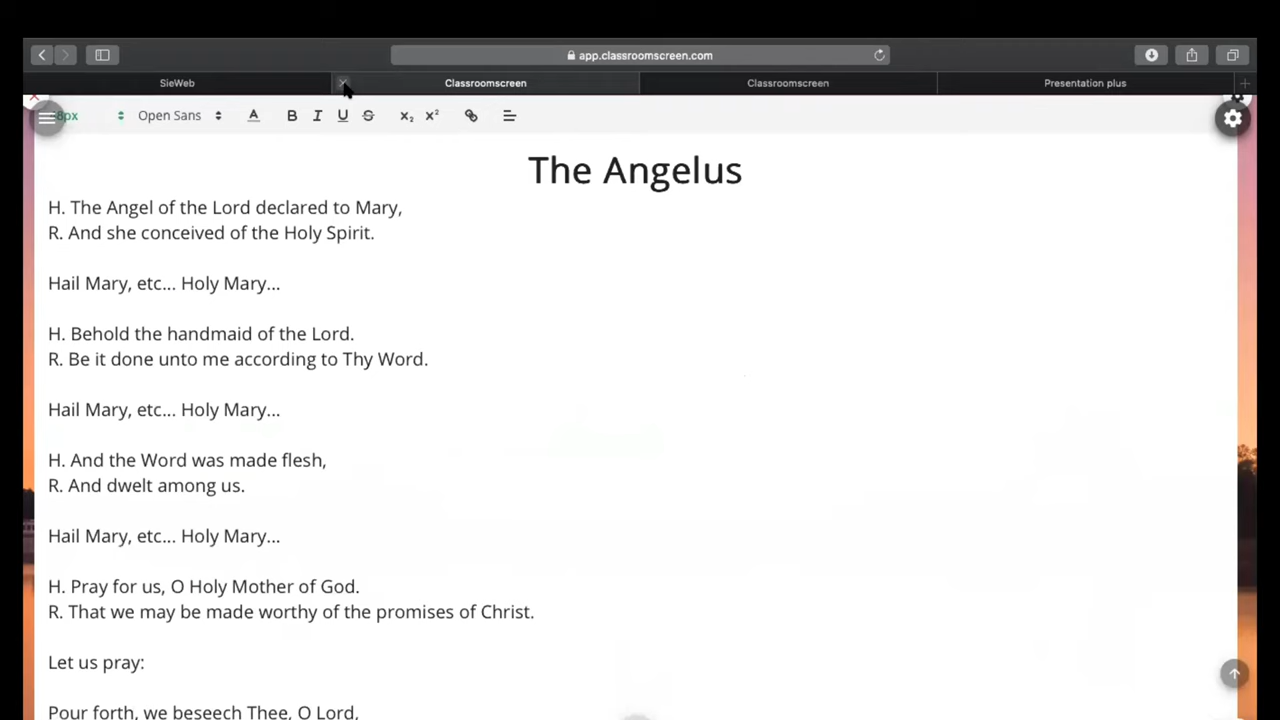 app.classroomscreen.com
SieWeb
Classroomscreen
Classroomscreen
Presentation plus
8px
Open Sans
A
B I U S x₂ x²
The Angelus
H. The Angel of the Lord declared to Mary,
R. And she conceived of the Holy Spirit.
Hail Mary, etc... Holy Mary...
H. Behold the handmaid of the Lord.
R. Be it done unto me according to Thy Word.
Hail Mary, etc... Holy Mary...
H. And the Word was made flesh,
R. And dwelt among us.
Hail Mary, etc... Holy Mary...
H. Pray for us, O Holy Mother of God.
R. That we may be made worthy of the promises of Christ.
Let us pray:
Pour forth, we beseech Thee, O Lord,